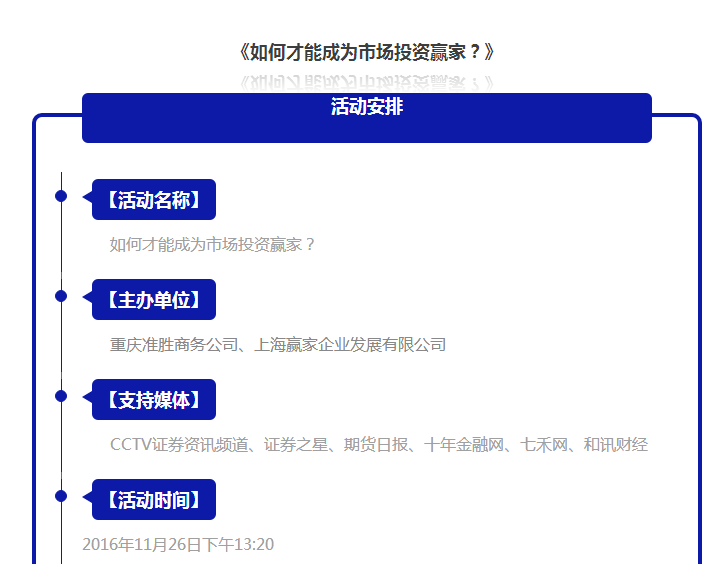 《如何才能成为市场投资赢家？》
活动安排
【活动名称】
如何才能成为市场投资赢家？
【主办单位】
重庆准胜商务公司、上海赢家企业发展有限公司
【支持媒体】
CCTV证券资讯频道、证券之星、期货日报、十年金融网、七禾网、和讯财经
【活动时间】
2016年11月26日下午13:20